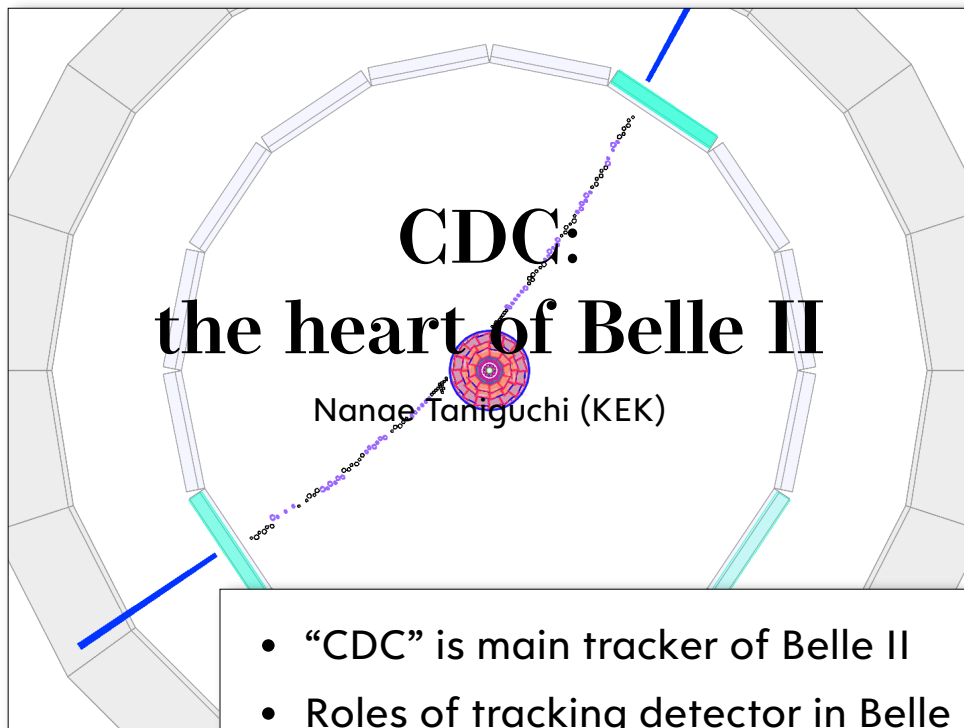 CDC:
the heart of Belle II
Nanae Taniguchi (KEK)
• “CDC” is main tracker of Belle II
• Roles of tracking detector in Belle